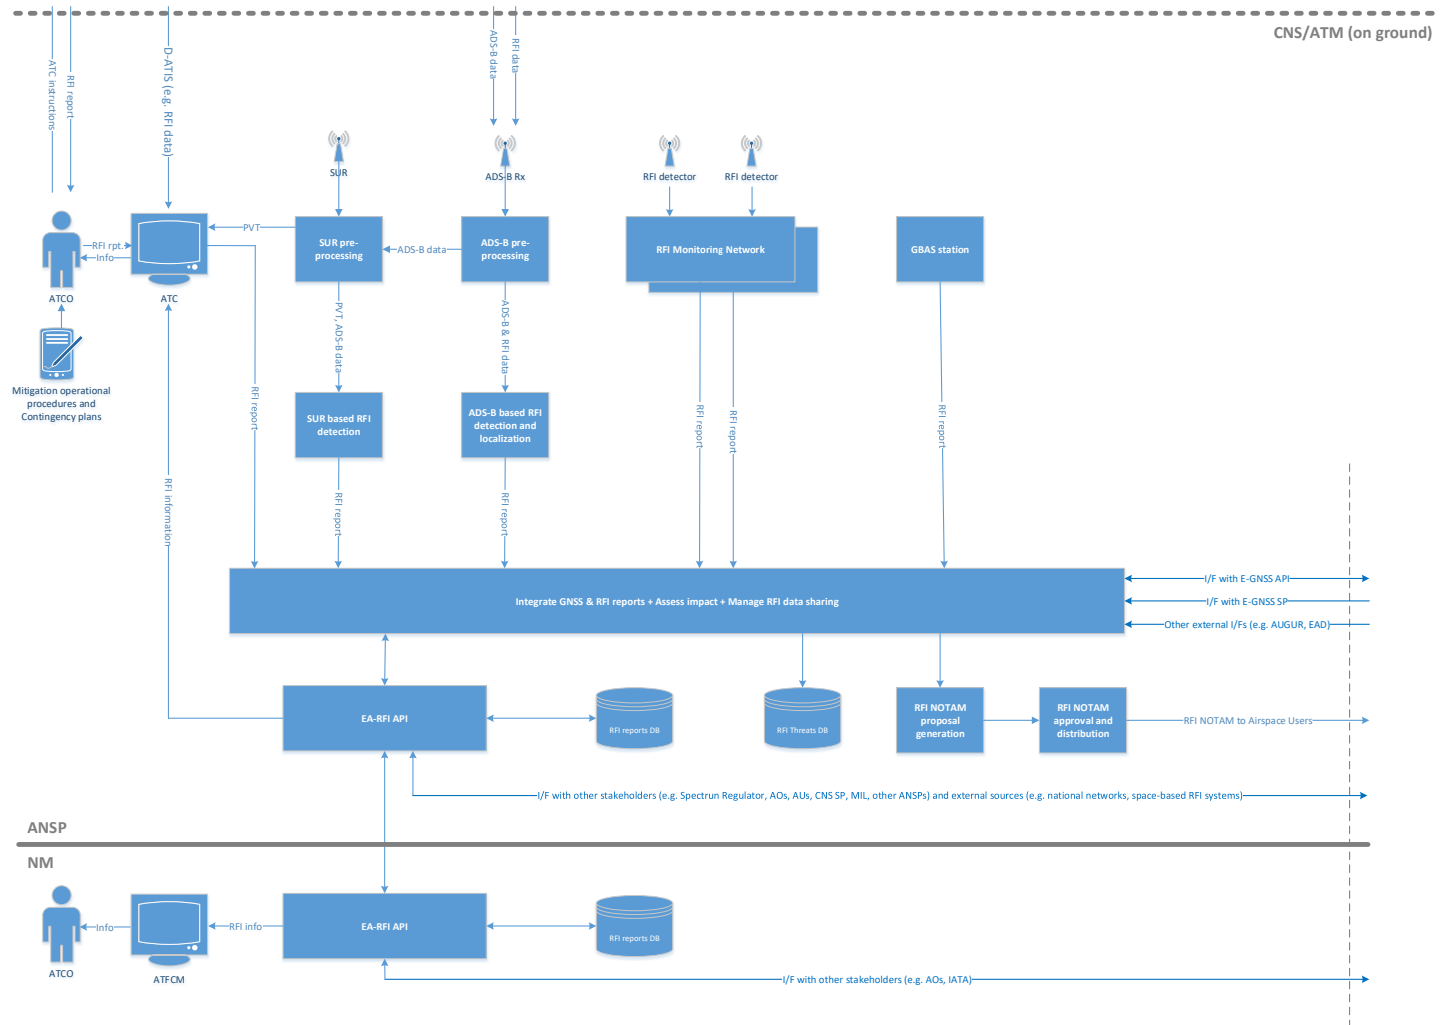 CNS/ATM (on ground)
ATC instructions
RFI report
D-ATIS (e.g. RFI data)
ADS-B data
RFI data
SUR
ADS-B Rx
RFI detector
RFI detector
RFI rpt.
Info
PVT
SUR pre-
processing
ADS-B data
ADS-B pre-
processing
RFI Monitoring Network
GBAS station
ATCO
ATC
PVT, ADS-B data
ADS-B & RFI data
Mitigation operational
procedures and
Contingency plans
RFI report
SUR based RFI
detection
ADS-B based RFI
detection and
localization
RFI report
RFI report
RFI report
RFI information
RFI report
RFI report
Integrate GNSS & RFI reports + Assess impact + Manage RFI data sharing
I/F with E-GNSS API
I/F with E-GNSS SP
Other external I/Fs (e.g. AUGUR, EAD)
EA-RFI API
RFI reports DB
RFI Threats DB
RFI NOTAM
proposal
generation
RFI NOTAM
approval and
distribution
RFI NOTAM to Airspace Users
I/F with other stakeholders (e.g. Spectrun Regulator, AOs, AUs, CNS SP, MIL, other ANSPs) and external sources (e.g. national networks, space-based RFI systems)
ANSP
NM
Info
RFI info
EA-RFI API
RFI reports DB
ATCO
ATFCM
I/F with other stakeholders (e.g. AOs, IATA)